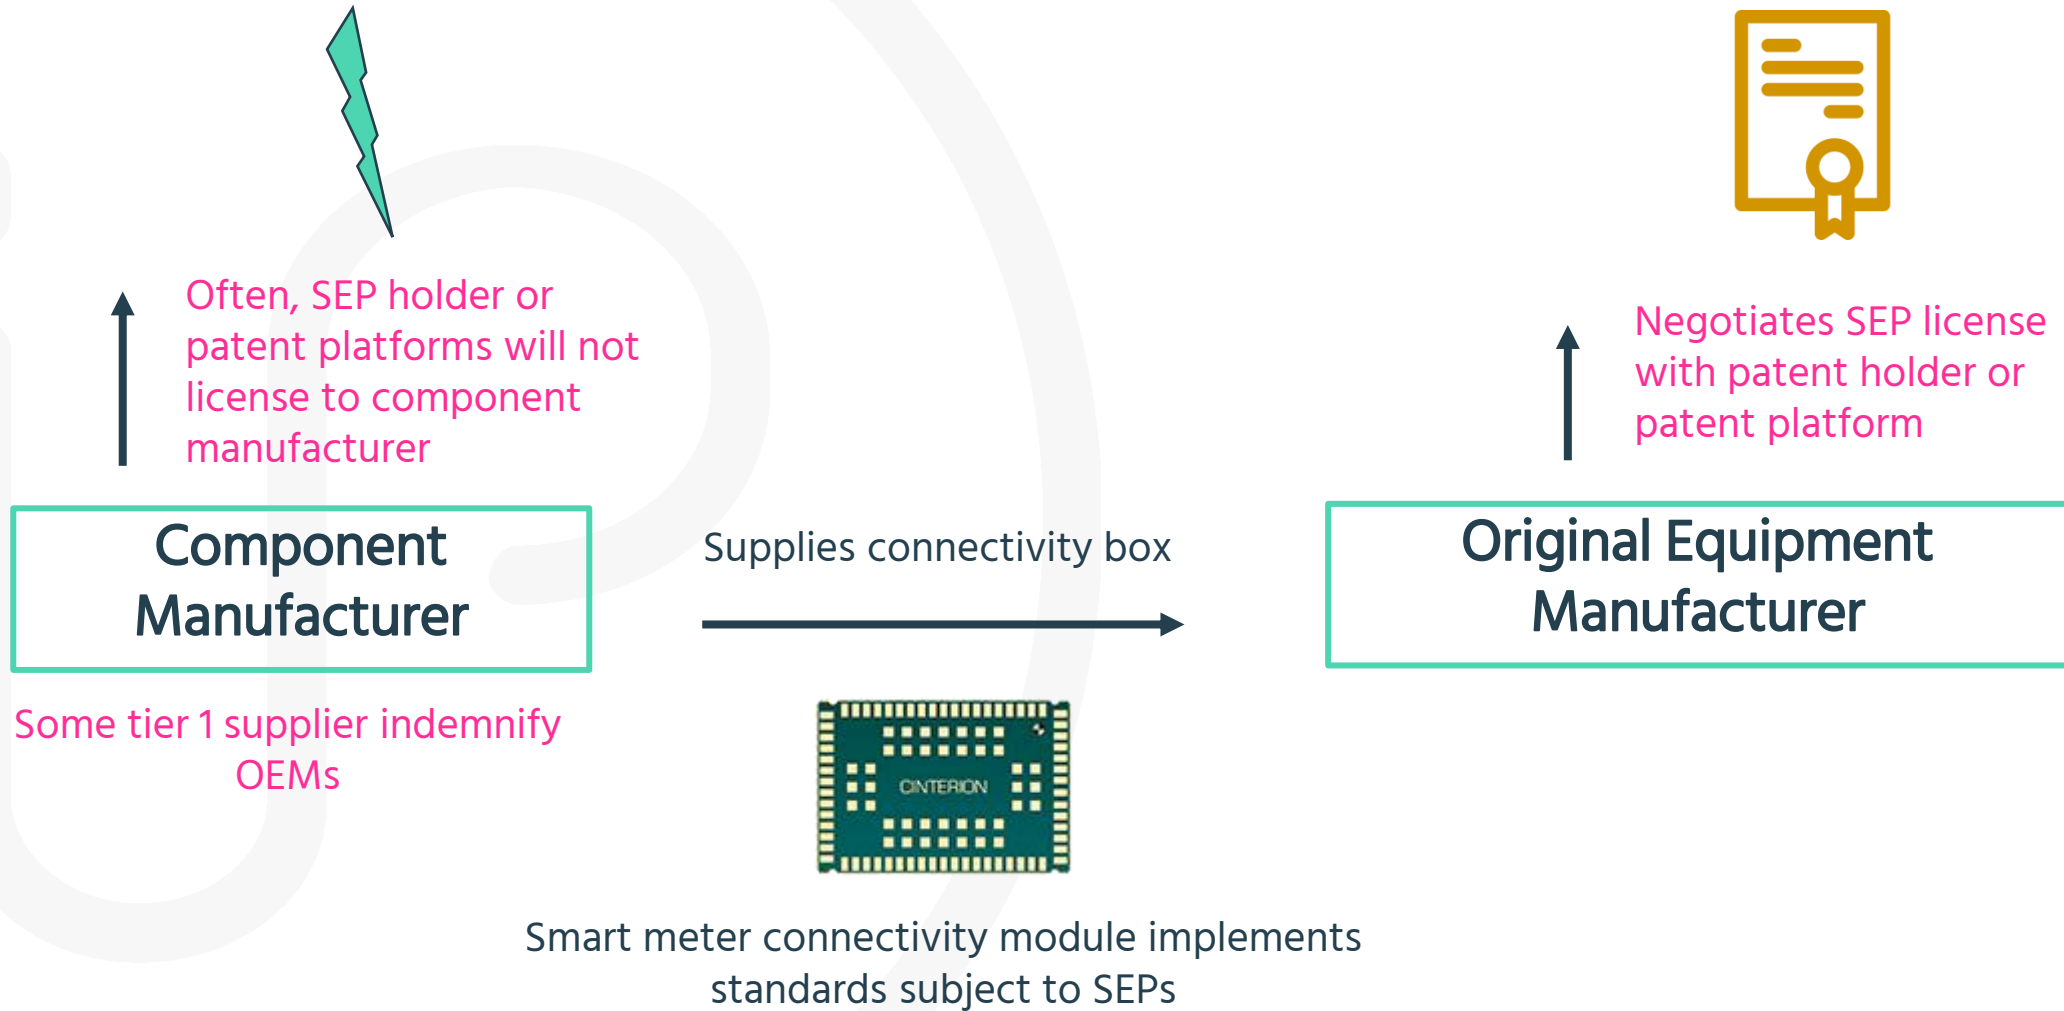 Often, SEP holder or
patent platforms will not
license to component
manufacturer
Negotiates SEP license
with patent holder or
patent platform
Component
Manufacturer
Supplies connectivity box
Original Equipment
Manufacturer
Some tier 1 supplier indemnify
OEMs
CINTERION
Smart meter connectivity module implements
standards subject to SEPs